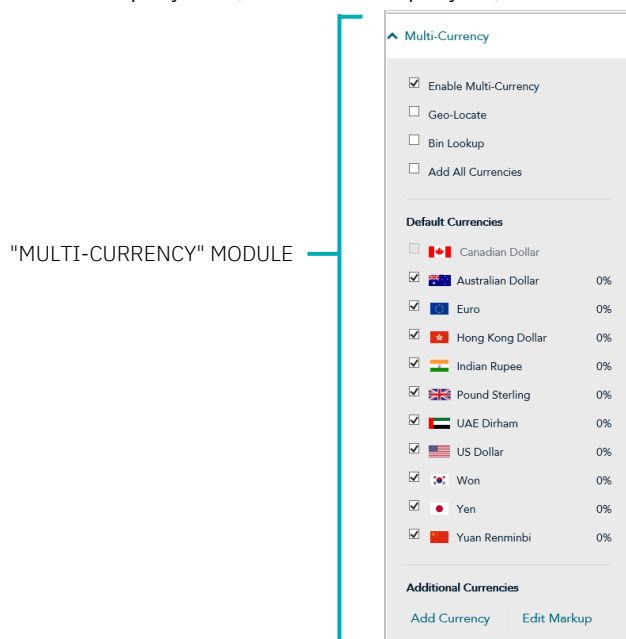 Multi-Currency
Enable Multi-Currency
Geo-Locate
Bin Lookup
Add All Currencies
Default Currencies
Canadian Dollar
"MULTI-CURRENCY" MODULE
Australian Dollar 0%
Euro 0%
Hong Kong Dollar 0%
Indian Rupee 0%
Pound Sterling 0%
UAE Dirham 0%
US Dollar 0%
Won 0%
Yen 0%
Yuan Renminbi 0%
Additional Currencies
Add Currency Edit Markup